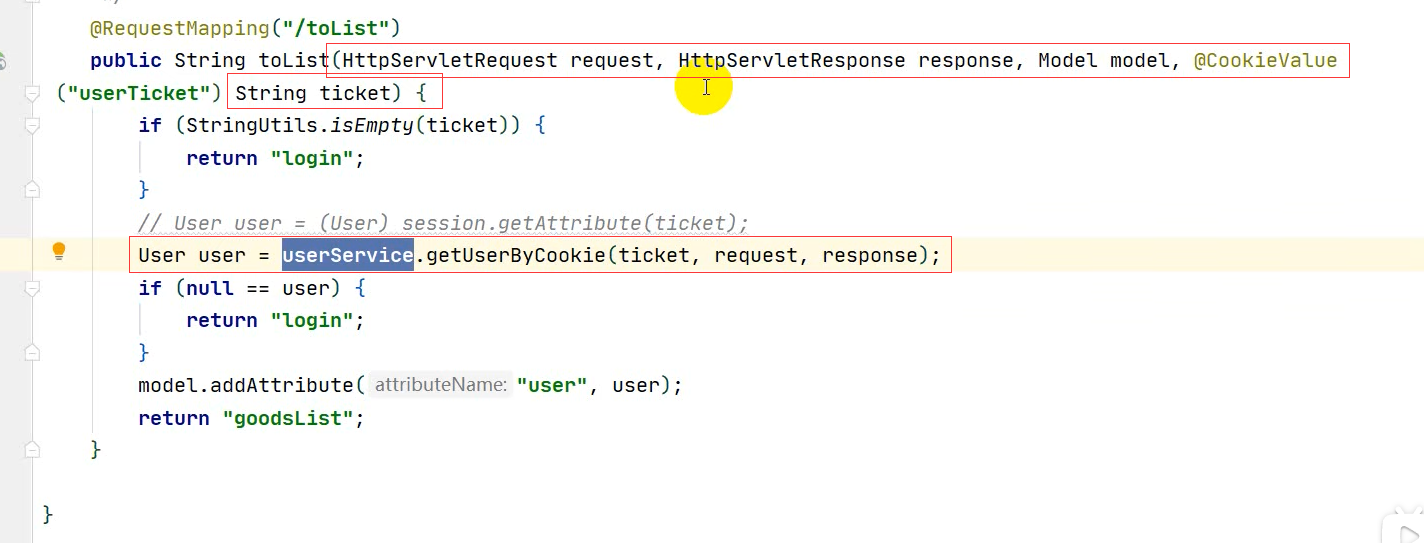 @RequestMapping("/toList")
public String toList(HttpServletRequest request, HttpServletResponse response, Model model, @CookieValue
("userTicket") String ticket) {
if (StringUtils.isEmpty(ticket)) {
return "login";
}
// User user = (User) session.getAttribute(ticket);
User user = userService.getUserByCookie(ticket, request, response);
if (null == user) {
return "login";
}
model.addAttribute( attributeName: "user", user);
return "goodsList";
}
}